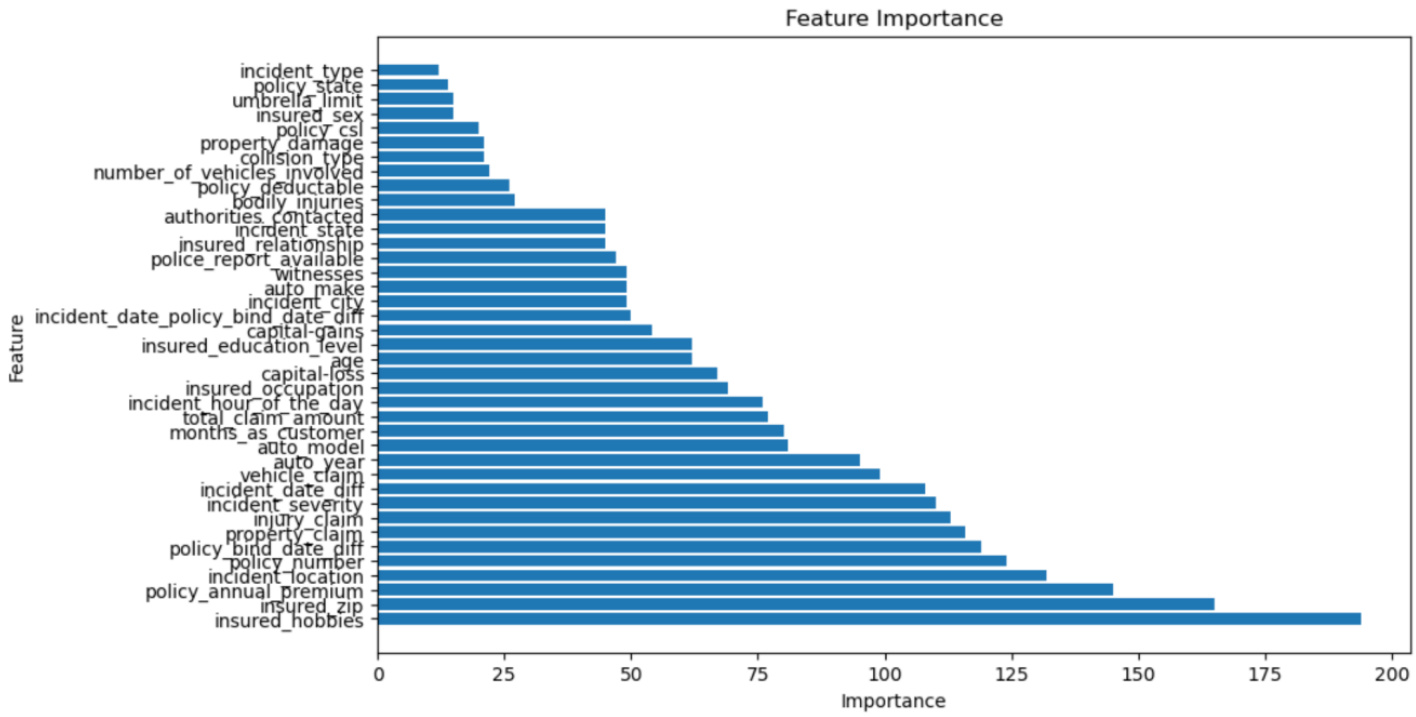 Feature Importance
incident_type
policy_state
umbrella_limit
insured_sex
policy_csl
property_damage
collision_type
number_of_vehicles_involved
policy_deductable
bodily_injuries
authorities_contacted
incident_state
insured_relationship
police_report_available
witnesses
auto_make
incident_city
incident_date_policy_bind_date_diff
capital-gains
insured_education_level
age
capital-loss
insured_occupation
incident_hour_of_the_day
total_claim_amount
months_as_customer
auto_model
auto_year
vehicle_claim
incident_date_diff
incident_severity
injury_claim
property_claim
policy_bind_date_diff
policy_number
incident_location
policy_annual_premium
insured_zip
insured_hobbies
Feature
0 25 50 75 100 125 150 175 200
Importance